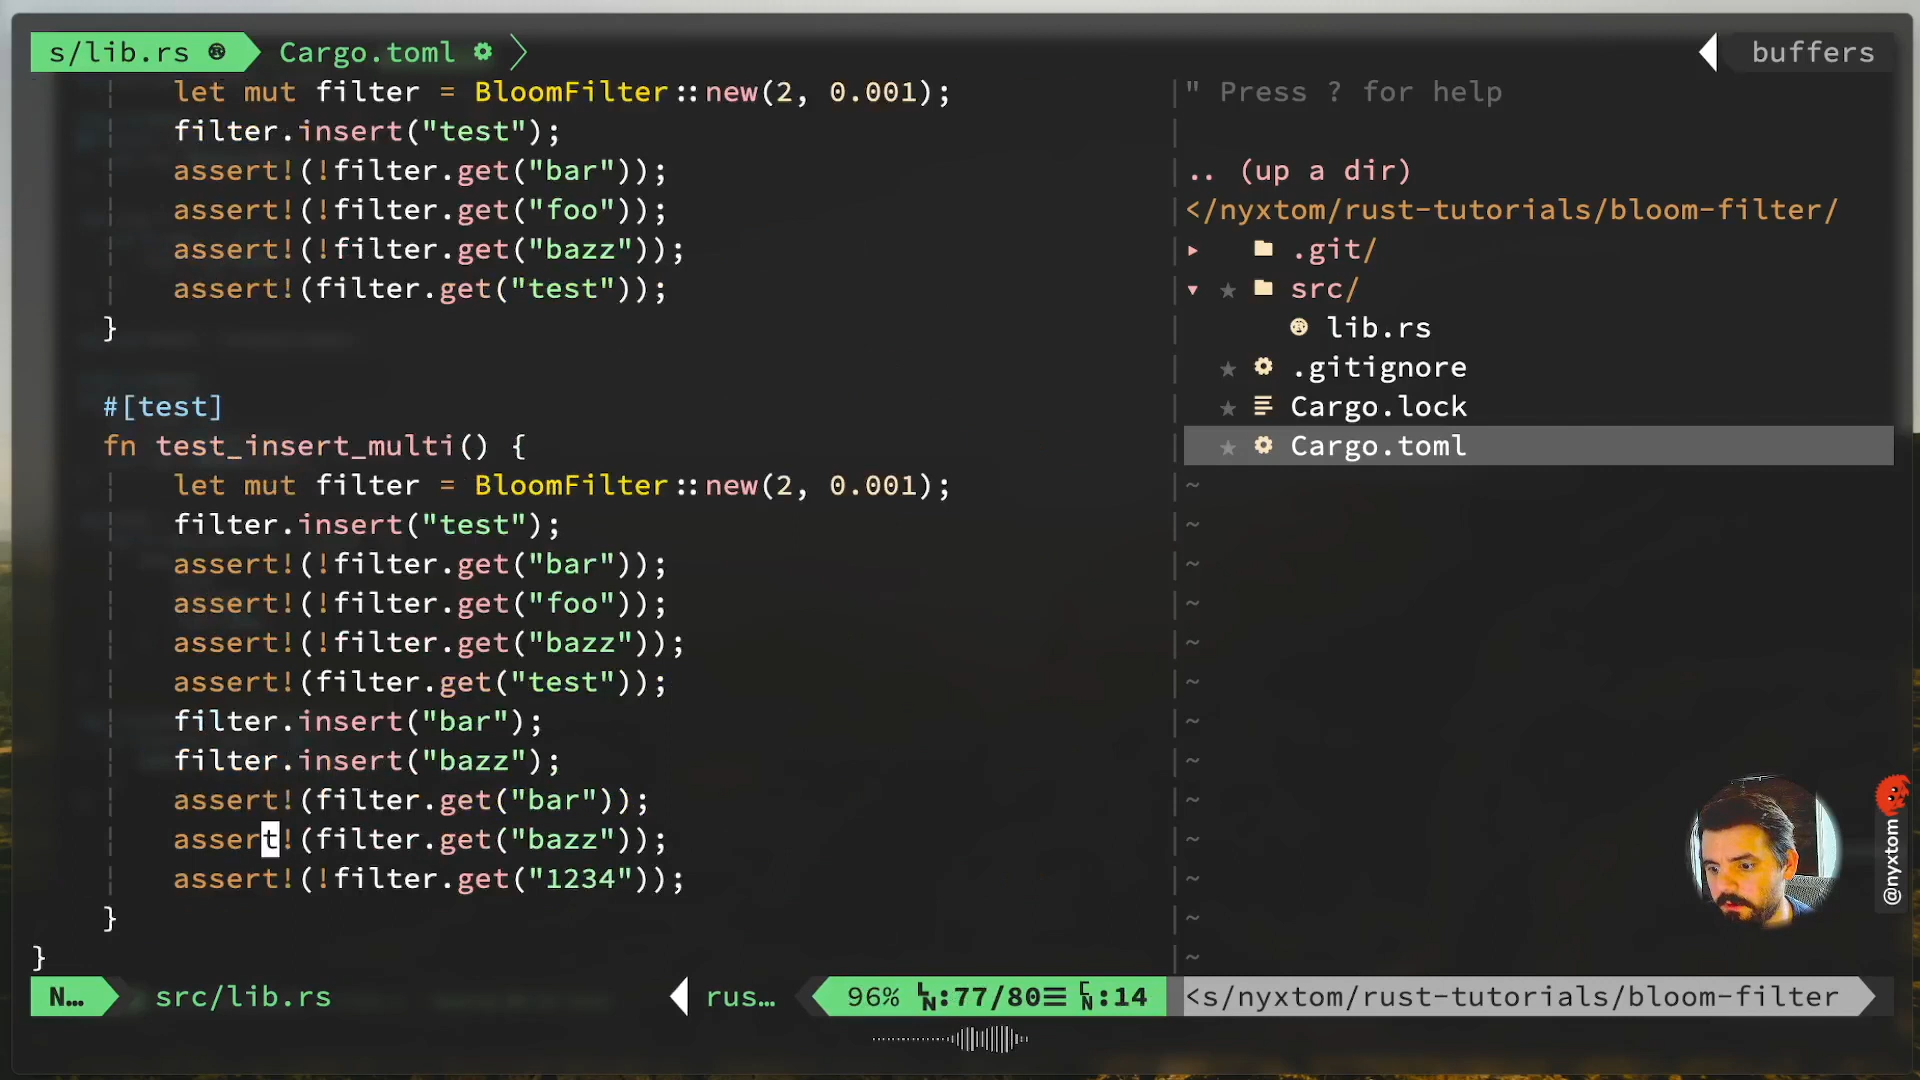 s/lib.rs Cargo.toml
buffers
let mut filter = BloomFilter::new(2, 0.001);
filter.insert("test");
assert!(!filter.get("bar"));
assert!(!filter.get("foo"));
assert!(!filter.get("bazz"));
assert!(filter.get("test"));
}
#[test]
fn test_insert_multi() {
let mut filter = BloomFilter::new(2, 0.001);
filter.insert("test");
assert!(!filter.get("bar"));
assert!(!filter.get("foo"));
assert!(!filter.get("bazz"));
assert!(filter.get("test"));
filter.insert("bar");
filter.insert("bazz");
assert!(filter.get("bar"));
assert!(filter.get("bazz"));
assert!(!filter.get("1234"));
}
}
N… src/lib.rs rus… 96% LN:77/80 CN:14
" Press ? for help
.. (up a dir)
</nyxtom/rust-tutorials/bloom-filter/
▸ .git/
▾ ★ src/
lib.rs
★ .gitignore
★ Cargo.lock
★ Cargo.toml
~
~
~
~
~
~
~
~
~
~
~
~
~
<s/nyxtom/rust-tutorials/bloom-filter
@nyxtom